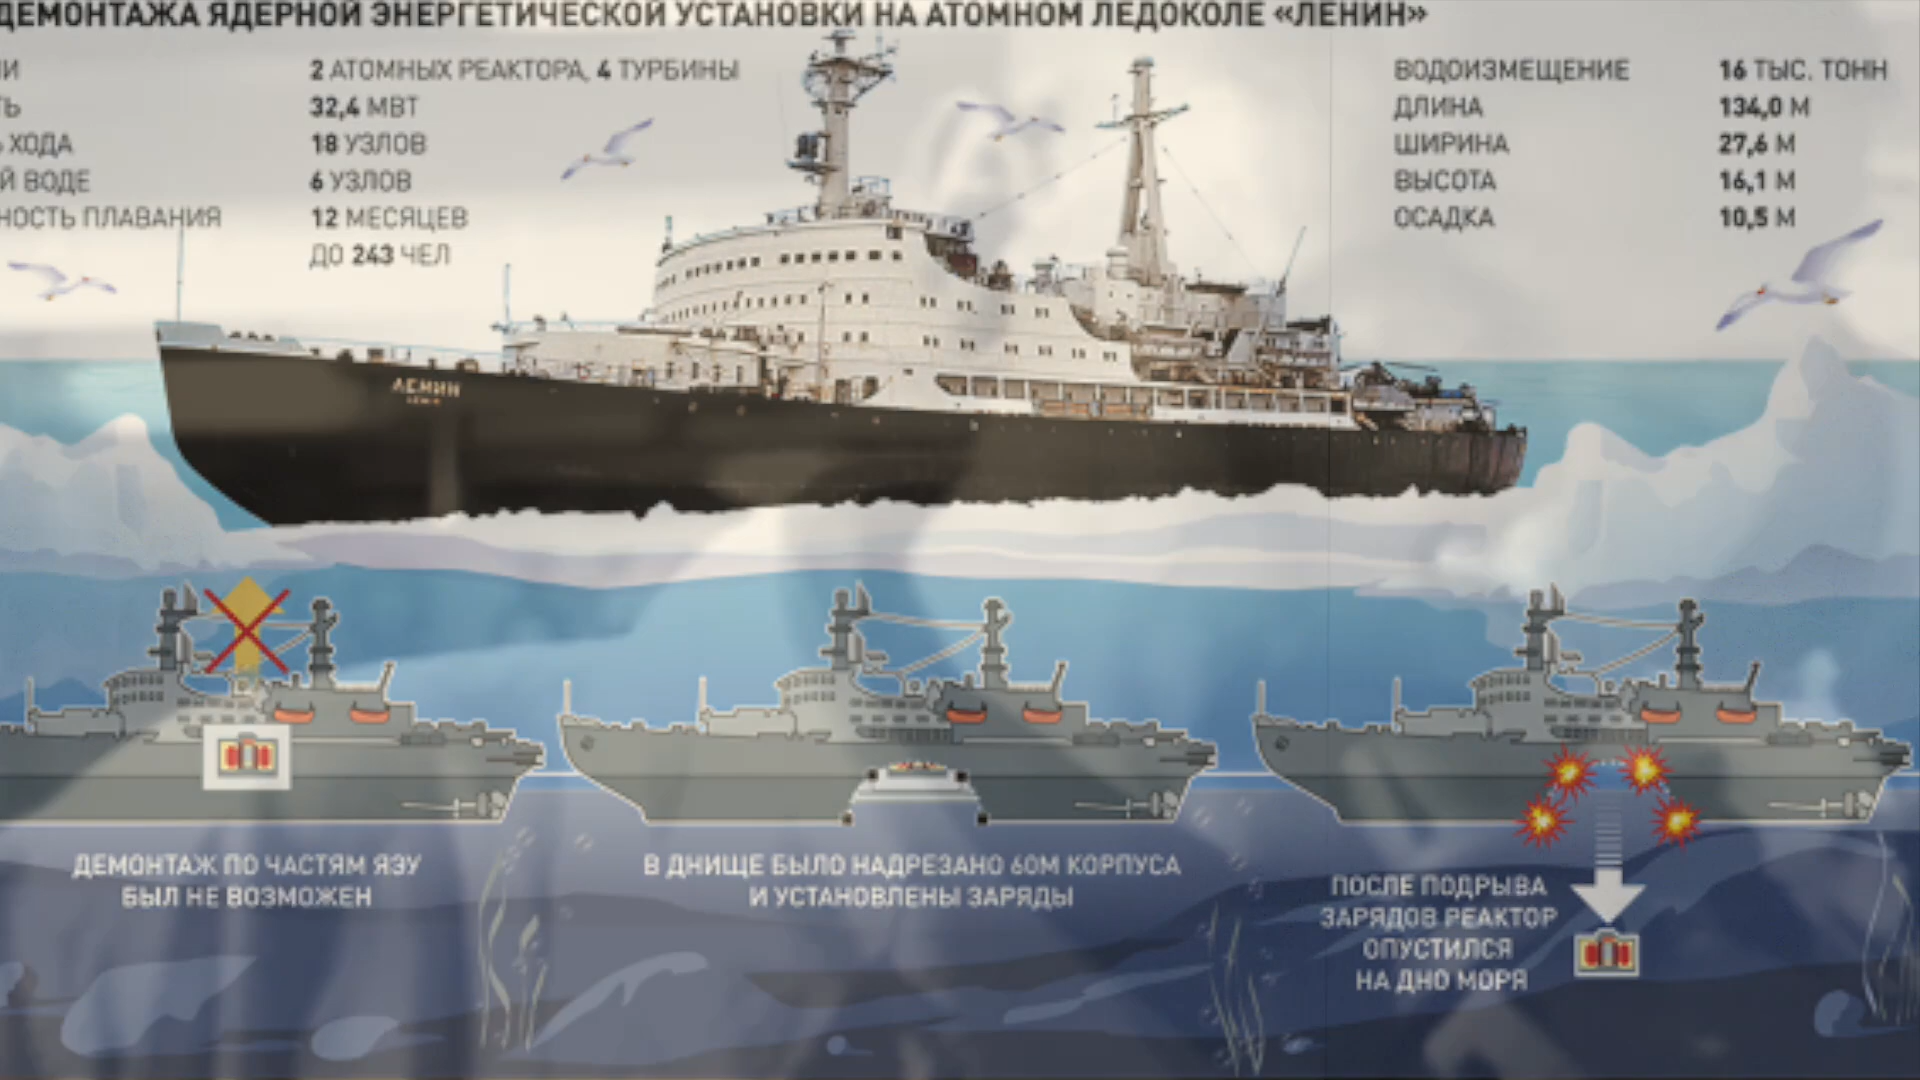 ДЕМОНТАЖА ЯДЕРНОЙ ЭНЕРГЕТИЧЕСКОЙ УСТАНОВКИ НА АТОМНОМ ЛЕДОКОЛЕ «ЛЕНИН»
2 АТОМНЫХ РЕАКТОРА, 4 ТУРБИНЫ
32,4 МВТ
ХОДА 18 УЗЛОВ
Й ВОДЕ 6 УЗЛОВ
НОСТЬ ПЛАВАНИЯ 12 МЕСЯЦЕВ
ДО 243 ЧЕЛ
ВОДОИЗМЕЩЕНИЕ 16 ТЫС. ТОНН
ДЛИНА 134,0 М
ШИРИНА 27,6 М
ВЫСОТА 16,1 М
ОСАДКА 10,5 М
ЛЕНИН
ДЕМОНТАЖ ПО ЧАСТЯМ ЯЭУ
БЫЛ НЕ ВОЗМОЖЕН
В ДНИЩЕ БЫЛО НАДРЕЗАНО 60М КОРПУСА
И УСТАНОВЛЕНЫ ЗАРЯДЫ
ПОСЛЕ ПОДРЫВА
ЗАРЯДОВ РЕАКТОР
ОПУСТИЛСЯ
НА ДНО МОРЯ